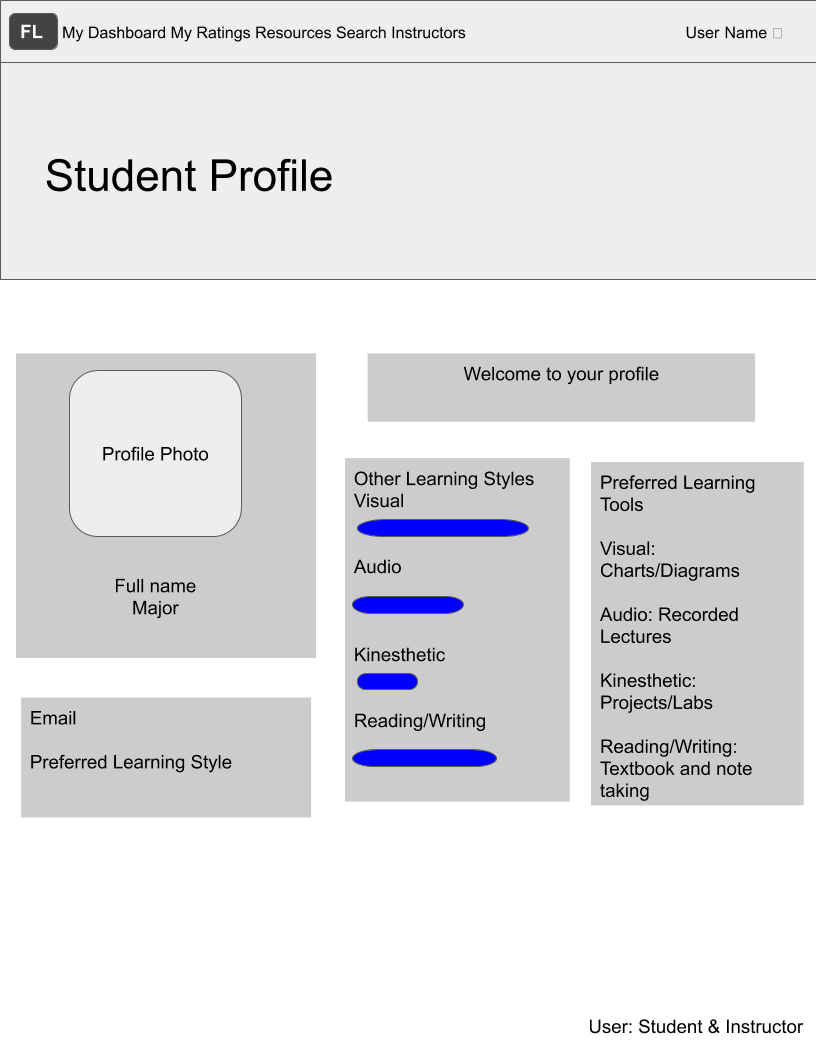 FL My Dashboard My Ratings Resources Search Instructors User Name
Student Profile
Profile Photo
Full name
Major
Email
Preferred Learning Style
Welcome to your profile
Other Learning Styles
Visual
Audio
Kinesthetic
Reading/Writing
Preferred Learning
Tools
Visual:
Charts/Diagrams
Audio: Recorded
Lectures
Kinesthetic:
Projects/Labs
Reading/Writing:
Textbook and note
taking
User: Student & Instructor